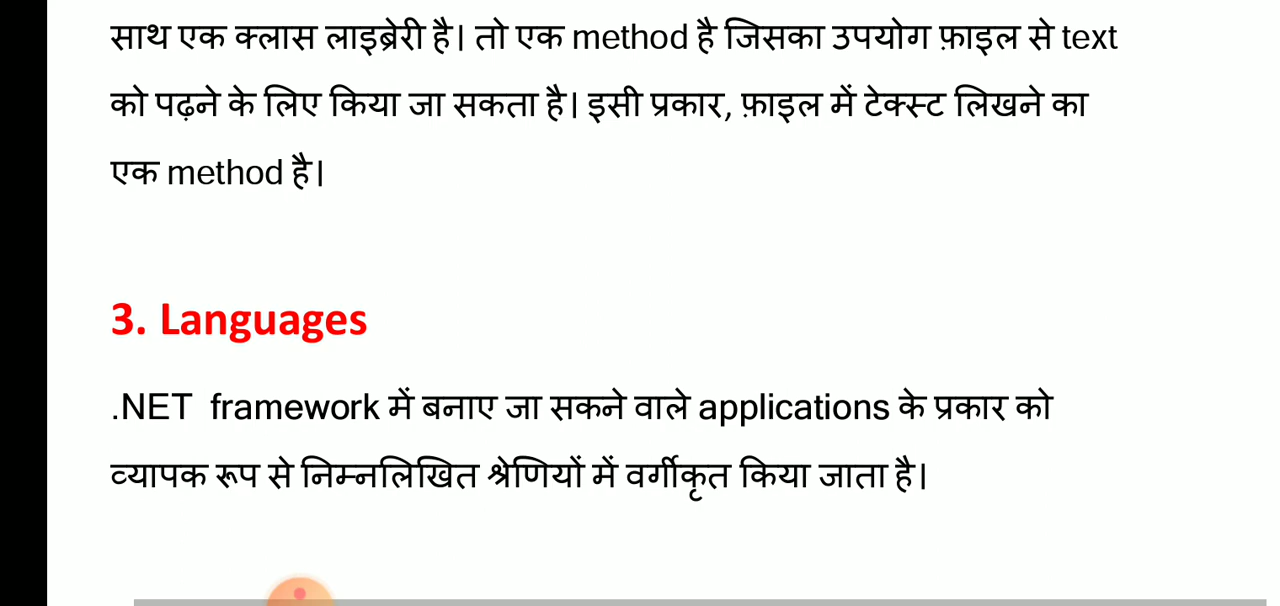 साथ एक क्लास लाइब्रेरी है। तो एक method है जिसका उपयोग फ़ाइल से text
को पढ़ने के लिए किया जा सकता है। इसी प्रकार, फ़ाइल में टेक्स्ट लिखने का
एक method है।
3. Languages
.NET framework में बनाए जा सकने वाले applications के प्रकार को
व्यापक रूप से निम्नलिखित श्रेणियों में वर्गीकृत किया जाता है।